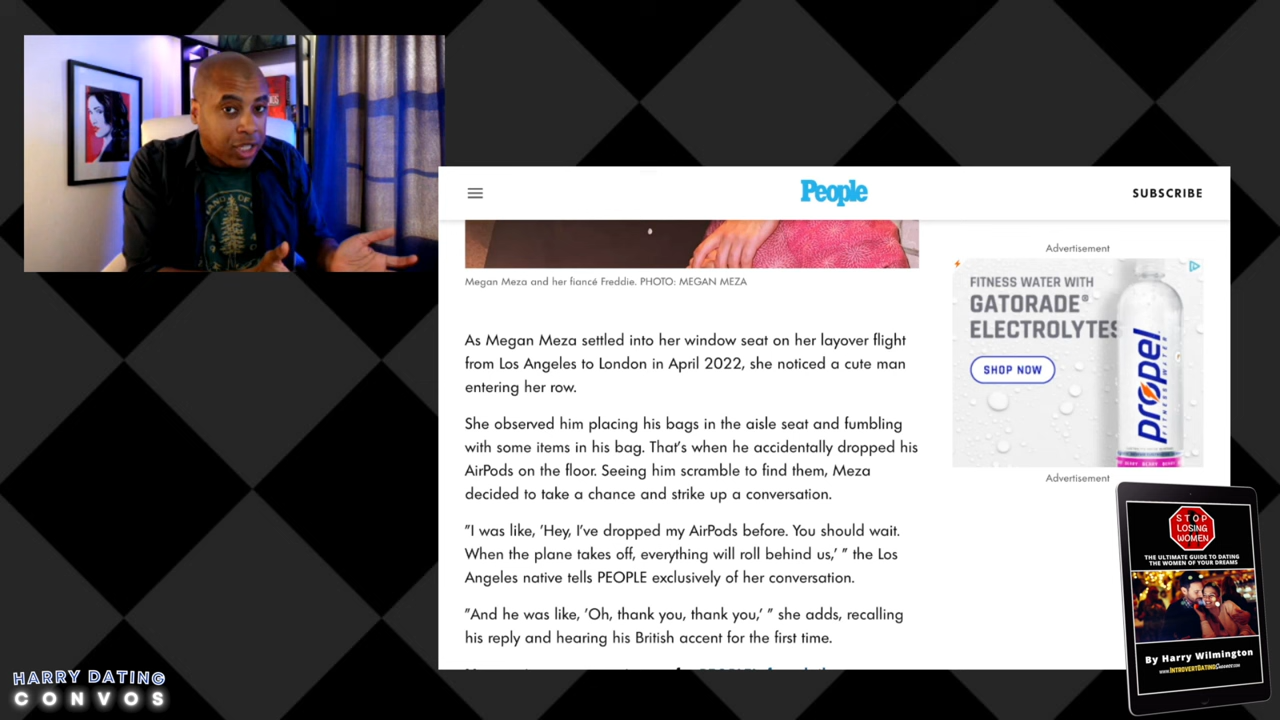 People
SUBSCRIBE
Megan Meza and her fiancé Freddie. PHOTO: MEGAN MEZA
As Megan Meza settled into her window seat on her layover flight
from Los Angeles to London in April 2022, she noticed a cute man
entering her row.
She observed him placing his bags in the aisle seat and fumbling
with some items in his bag. That's when he accidentally dropped his
AirPods on the floor. Seeing him scramble to find them, Meza
decided to take a chance and strike up a conversation.
"I was like, 'Hey, I've dropped my AirPods before. You should wait.
When the plane takes off, everything will roll behind us,' " the Los
Angeles native tells PEOPLE exclusively of her conversation.
"And he was like, 'Oh, thank you, thank you,' " she adds, recalling
his reply and hearing his British accent for the first time.
Advertisement
FITNESS WATER WITH
GATORADE®
ELECTROLYTES
SHOP NOW
propel
FITNESS WATER
Advertisement
STOP
LOSING
WOMEN
THE ULTIMATE GUIDE TO DATING
THE WOMEN OF YOUR DREAMS
By Harry Wilmington
HARRY DATING
CONVOS